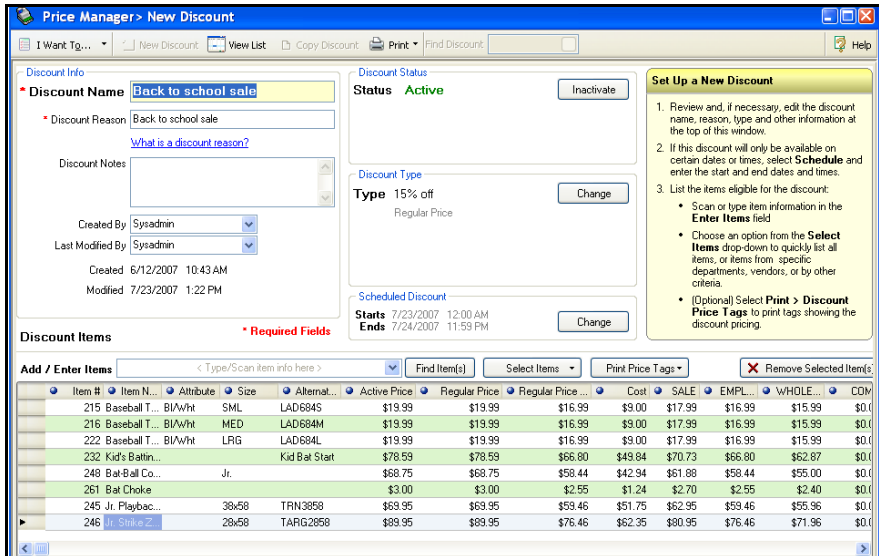 Price Manager> New Discount
I Want To... New Discount View List Copy Discount Print Find Discount Help
Discount Info
* Discount Name Back to school sale
* Discount Reason Back to school sale
What is a discount reason?
Discount Notes
Created By Sysadmin
Last Modified By Sysadmin
Created 6/12/2007 10:43 AM
Modified 7/23/2007 1:22 PM
Discount Items
* Required Fields
Discount Status
Status Active Inactivate
Discount Type
Type 15% off Change
Regular Price
Scheduled Discount
Starts 7/23/2007 12:00 AM
Ends 7/24/2007 11:59 PM
Change
Set Up a New Discount
1. Review and, if necessary, edit the discount
name, reason, type and other information at
the top of this window.
2. If this discount will only be available on
certain dates or times, select Schedule and
enter the start and end dates and times.
3. List the items eligible for the discount:
• Scan or type item information in the
Enter Items field
• Choose an option from the Select
Items drop-down to quickly list all
items, or items from specific
departments, vendors, or by other
criteria.
• (Optional) Select Print > Discount
Price Tags to print tags showing the
discount pricing.
Add / Enter Items < Type/Scan item info here > Find Item(s) Select Items Print Price Tags Remove Selected Item(s
Item # Item N... Attribute Size Alternat... Active Price Regular Price Regular Price ... Cost SALE EMPL... WHOLE... COM
215 Baseball T... Bl/Wht SML LAD684S $19.99 $19.99 $16.99 $9.00 $17.99 $16.99 $15.99 $0.0
216 Baseball T... Bl/Wht MED LAD684M $19.99 $19.99 $16.99 $9.00 $17.99 $16.99 $15.99 $0.0
222 Baseball T... Bl/Wht LRG LAD684L $19.99 $19.99 $16.99 $9.00 $17.99 $16.99 $15.99 $0.0
232 Kid's Battin... Kid Bat Start $78.59 $78.59 $66.80 $49.84 $70.73 $66.80 $62.87 $0.0
248 Bat-Ball Co... Jr. $68.75 $68.75 $58.44 $42.94 $61.88 $58.44 $55.00 $0.0
261 Bat Choke $3.00 $3.00 $2.55 $1.24 $2.70 $2.55 $2.40 $0.0
245 Jr. Playbac... 38x58 TRN3858 $69.95 $69.95 $59.46 $51.75 $62.95 $59.46 $55.96 $0.0
246 Jr. Strike Z... 28x58 TARG2858 $89.95 $89.95 $76.46 $62.35 $80.95 $76.46 $71.96 $0.0